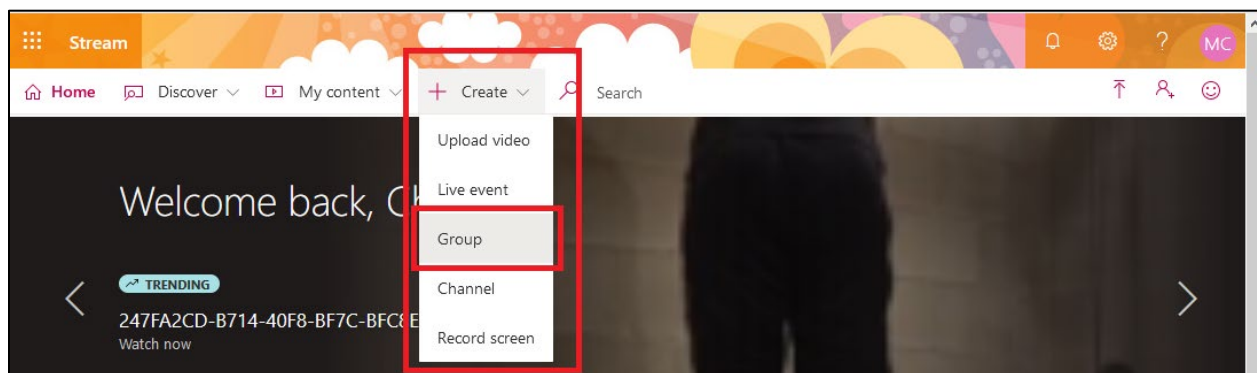 Stream
?
MC
Home Discover My content + Create Search
Upload video
Live event
Group
Channel
Record screen
Welcome back, C
TRENDING
247FA2CD-B714-40F8-BF7C-BFC8E
Watch now